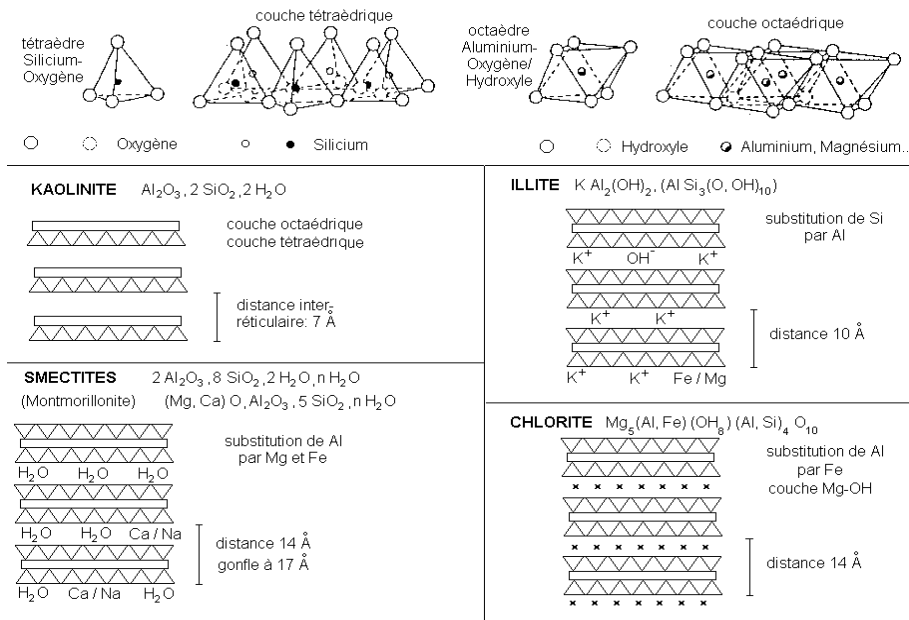 tétraèdre
Silicium-
Oxygène
couche tétraèdrique
octaèdre
Aluminium-
Oxygène/
Hydroxyle
couche octaédrique
Oxygène
Silicium
Hydroxyle
Aluminium, Magnésium...
KAOLINITE Al₂O₃, 2 SiO₂, 2 H₂O
couche octaédrique
couche tétraédrique
distance inter-
réticulaire: 7 Å
ILLITE K Al₂(OH)₂, (Al Si₃(O, OH)₁₀)
substitution de Si
par Al
K⁺ OH⁻ K⁺
K⁺ K⁺
distance 10 Å
K⁺ K⁺ Fe / Mg
SMECTITES 2 Al₂O₃, 8 SiO₂, 2 H₂O, n H₂O
(Montmorillonite) (Mg, Ca) O, Al₂O₃, 5 SiO₂, n H₂O
substitution de Al
par Mg et Fe
H₂O H₂O H₂O
H₂O H₂O Ca / Na
distance 14 Å
gonfle à 17 Å
H₂O Ca / Na H₂O
CHLORITE Mg₅(Al, Fe) (OH₈) (Al, Si)₄ O₁₀
substitution de Al
par Fe
couche Mg-OH
distance 14 Å